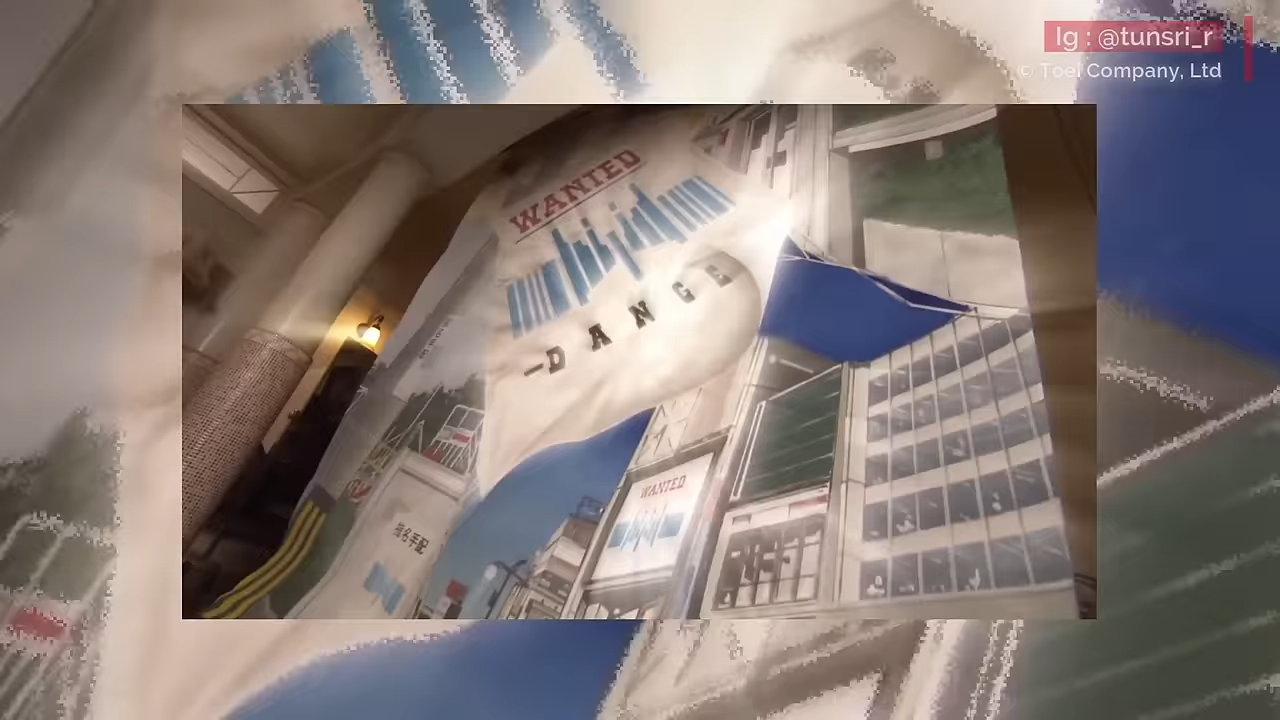 Ig : @tunsri_r
© Toei Company, Ltd
WANTED
-DANGE
WANTED
指名手配